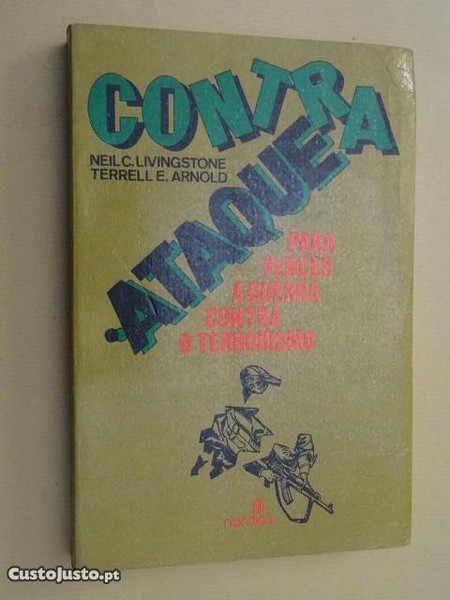 CONTRA
NEIL C. LIVINGSTONE
TERRELL E. ARNOLD
ATAQUE
PARA
VENCER
A GUERRA
CONTRA
O TERRORISMO
nordica
CustoJusto.pt